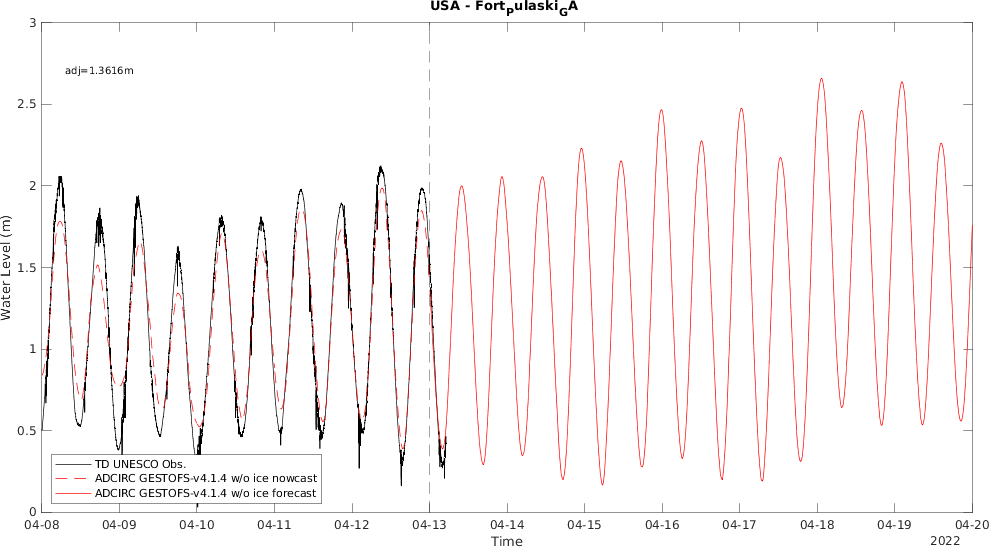 USA - FortPulaskiGA
3
adj=1.3616m
2.5
2
1.5
1
0.5
0
Water Level (m)
TD UNESCO Obs.
ADCIRC GESTOFS-v4.1.4 w/o ice nowcast
ADCIRC GESTOFS-v4.1.4 w/o ice forecast
04-08 04-09 04-10 04-11 04-12 04-13 04-14 04-15 04-16 04-17 04-18 04-19 04-20
Time
2022